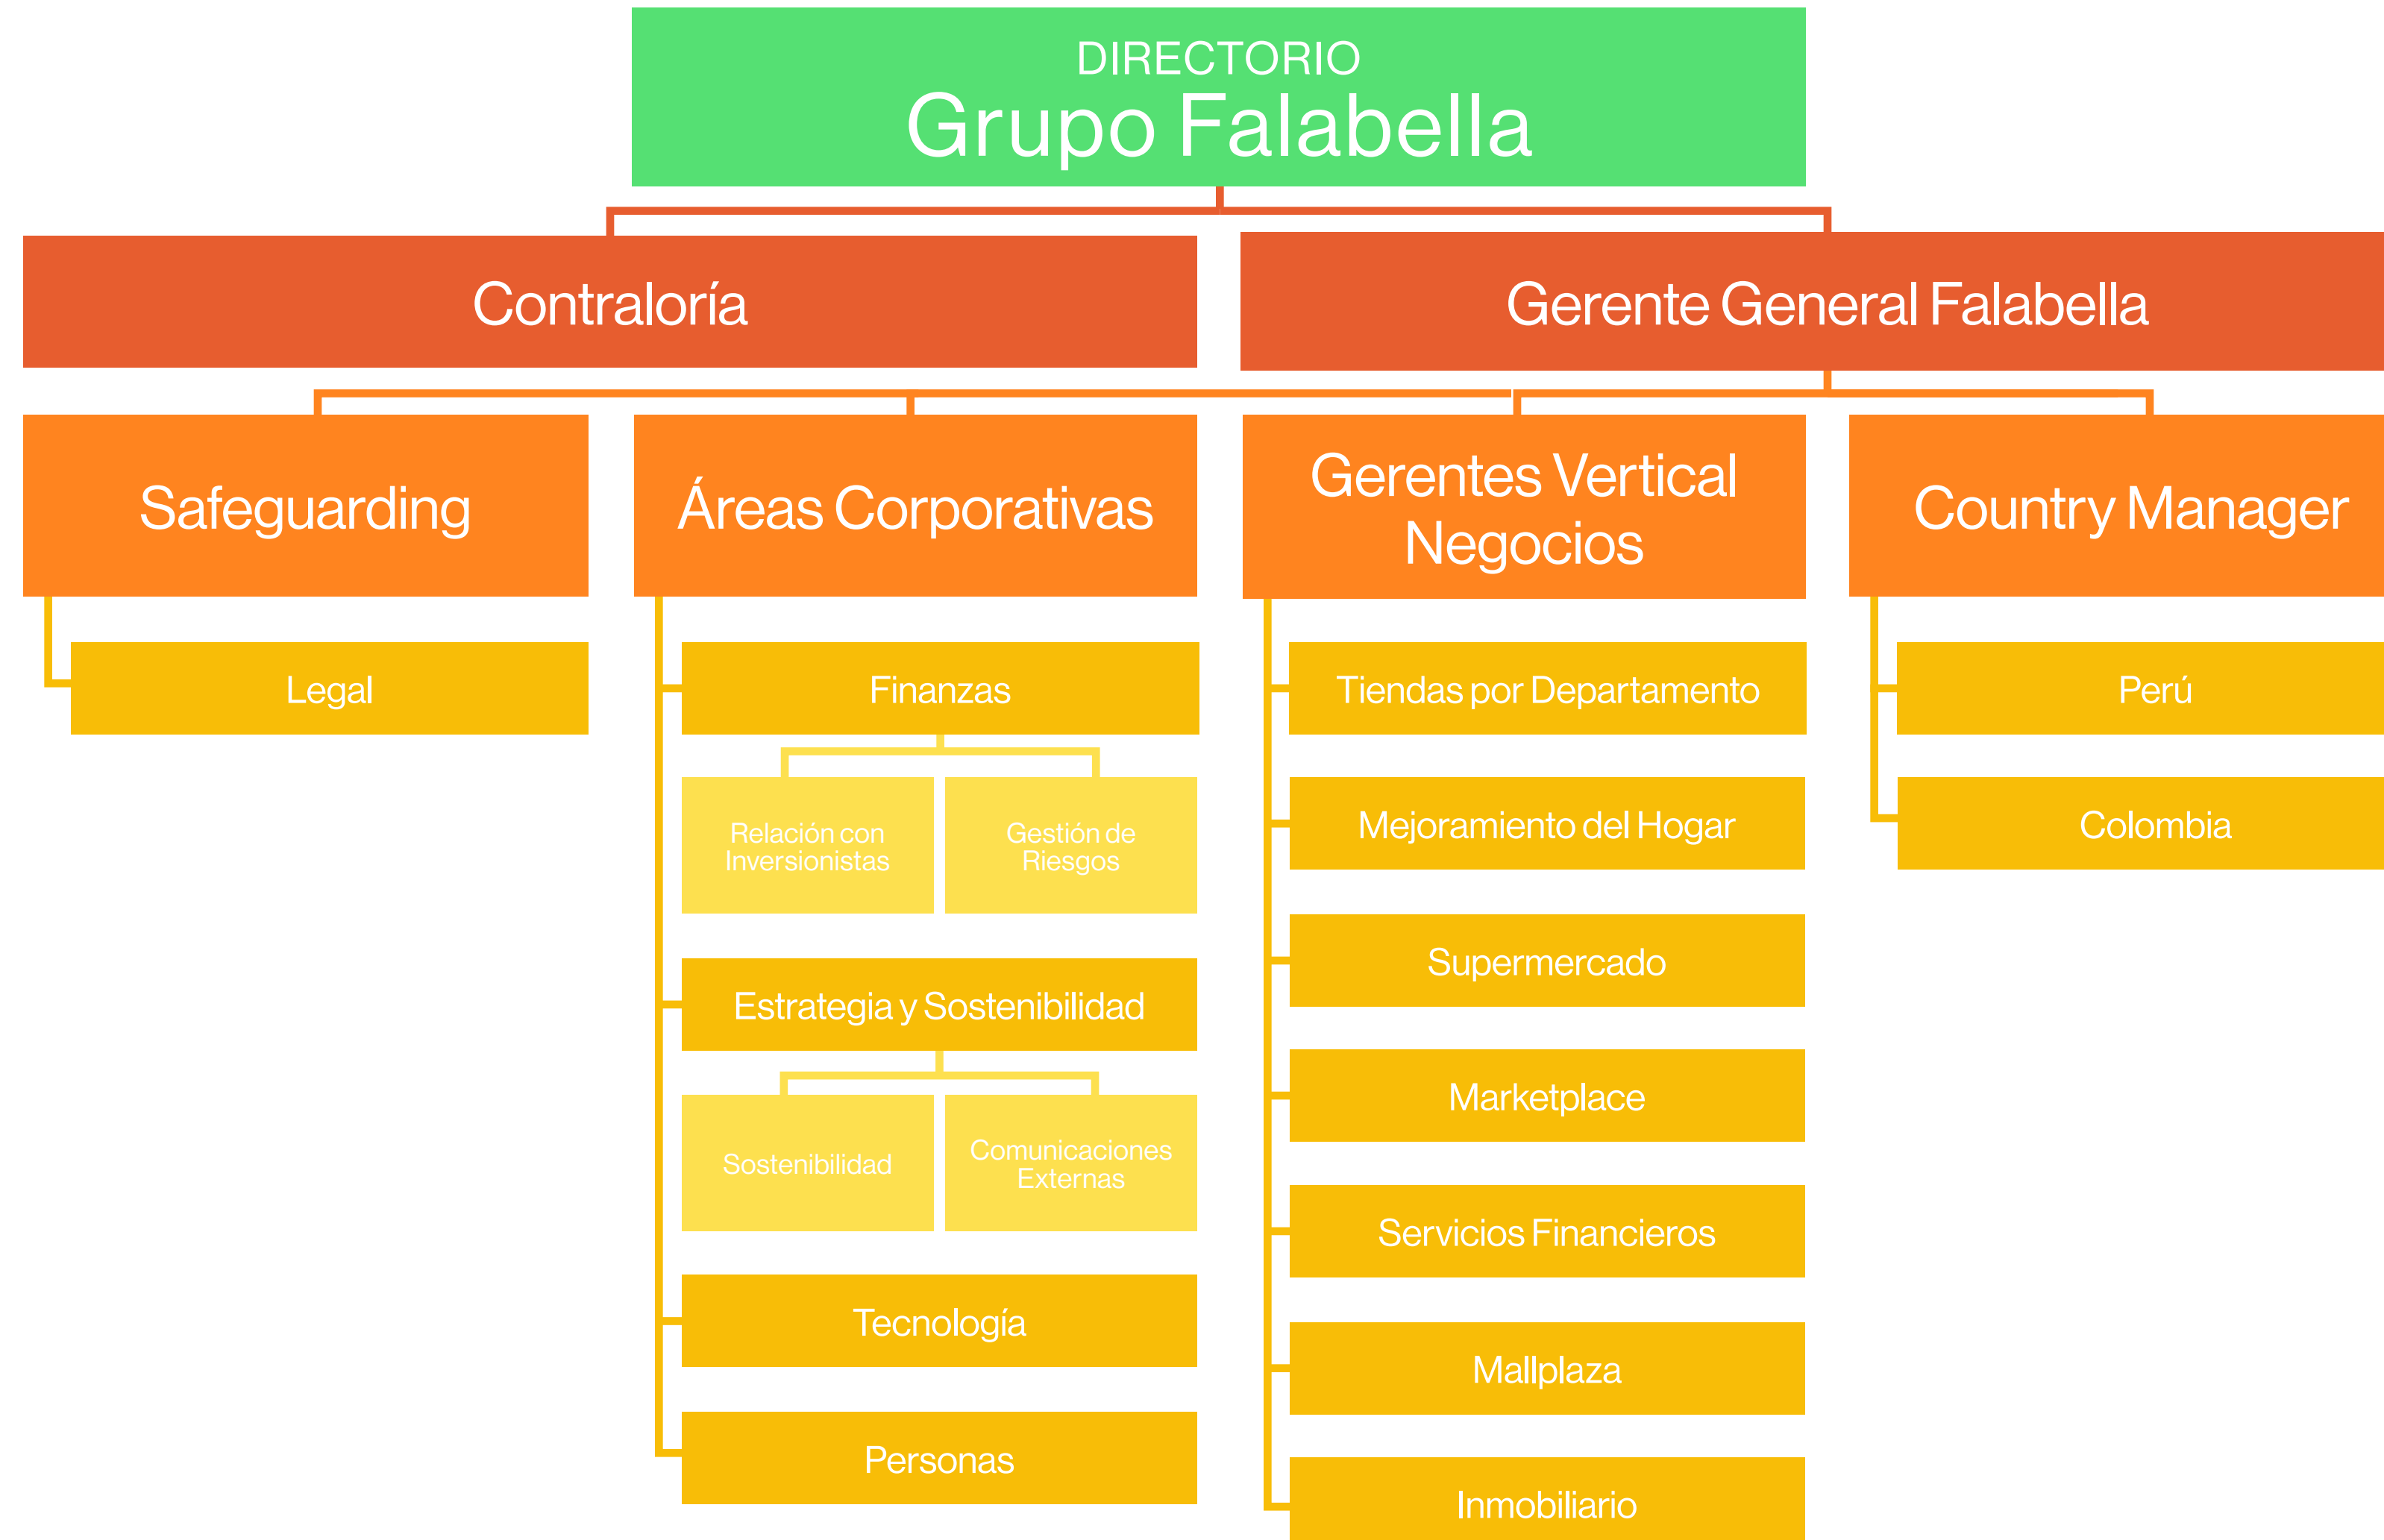 DIRECTORIO
Grupo Falabella
Contraloría
Gerente General Falabella
Safeguarding
Áreas Corporativas
Gerentes Vertical
Negocios
Country Manager
Legal
Finanzas
Relación con
Inversionistas
Gestión de
Riesgos
Estrategia y Sostenibilidad
Sostenibilidad
Comunicaciones
Externas
Tecnología
Personas
Tiendas por Departamento
Mejoramiento del Hogar
Supermercado
Marketplace
Servicios Financieros
Mallplaza
Inmobiliario
Perú
Colombia